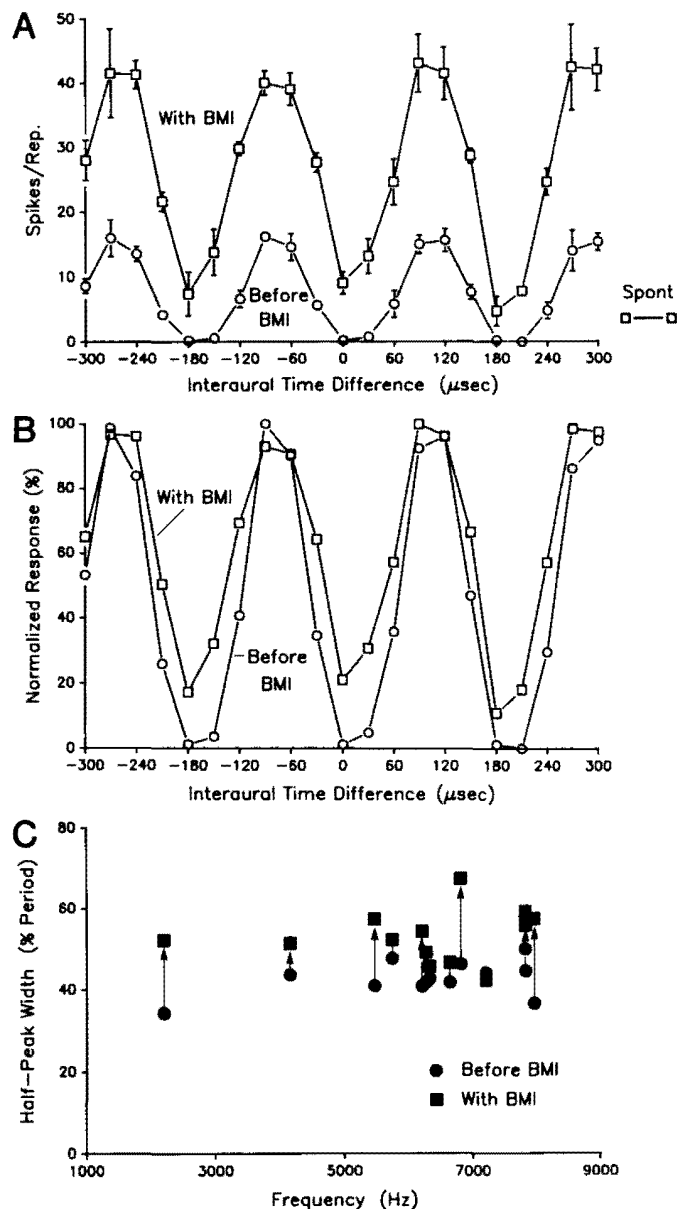 A
50
40
30
20
10
0
Spikes/Rep.
With BMI
Before
BMI
Spont
-300 -240 -180 -120 -60 0 60 120 180 240 300
Interaural Time Difference (μsec)
B
100
80
60
40
20
0
Normalized Response (%)
With BMI
Before
BMI
-300 -240 -180 -120 -60 0 60 120 180 240 300
Interaural Time Difference (μsec)
C
80
60
40
20
0
Half-Peak Width (% Period)
Before BMI
With BMI
1000 3000 5000 7000 9000
Frequency (Hz)